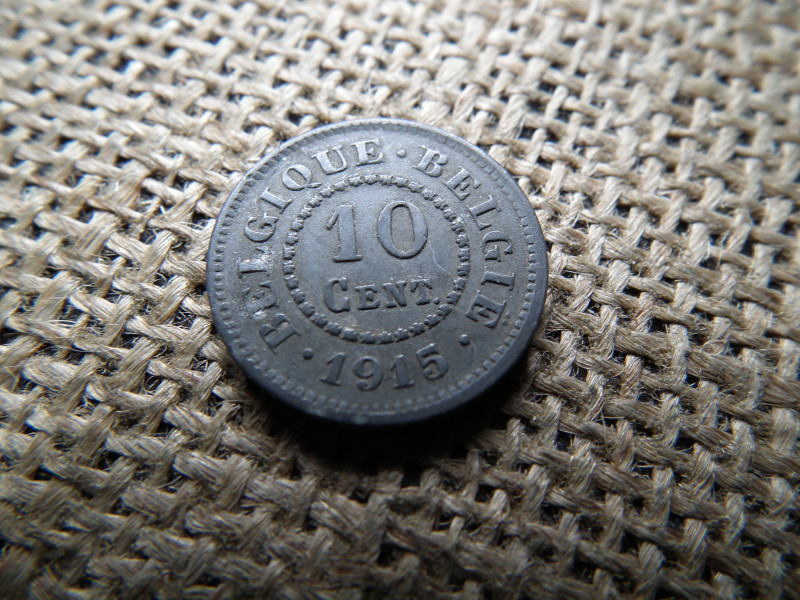 BELGIQUE · BELGIE ·
10
CENT.
1915 ·